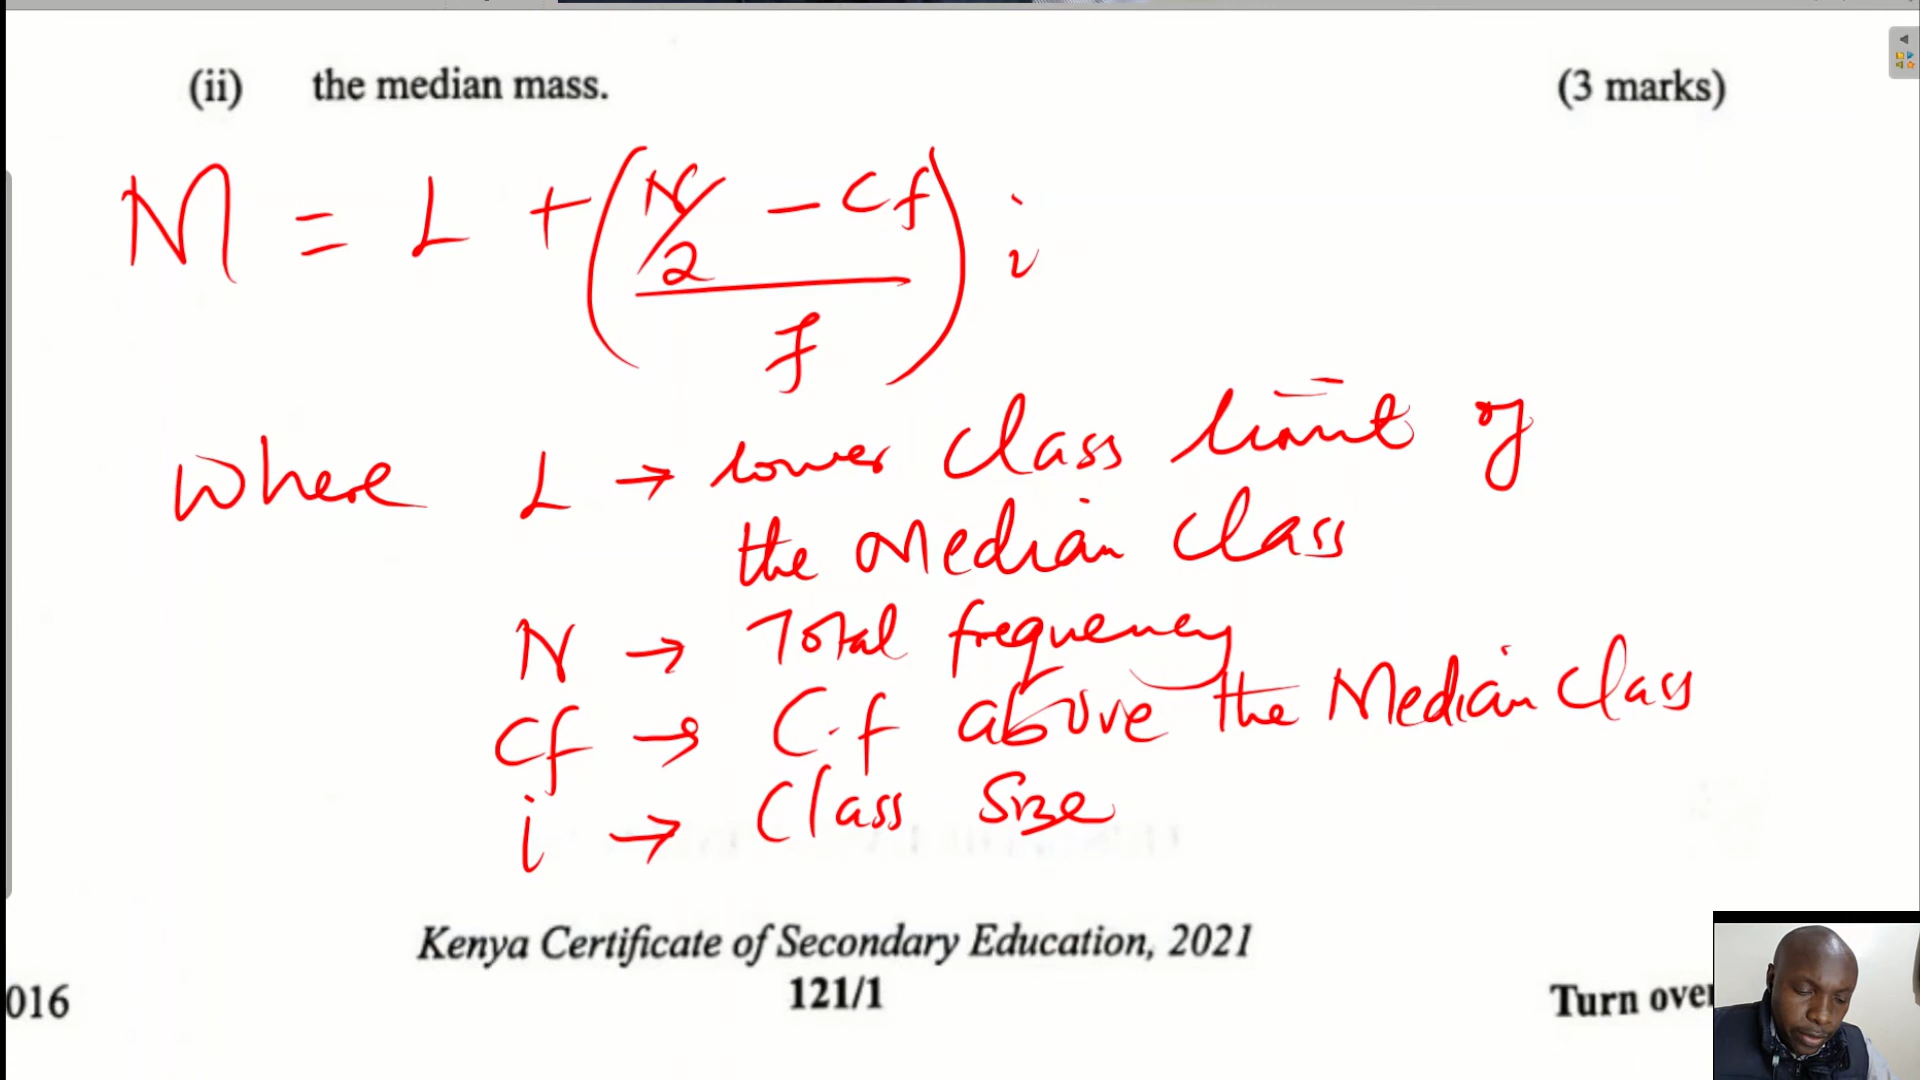 (ii) the median mass. (3 marks)
M = L + (N/2 - Cf / f) i
Where L → lower class limit of
the Median class
N → Total frequency
Cf → C.f above the Median Class
i → Class Size
Kenya Certificate of Secondary Education, 2021
121/1
016
Turn over